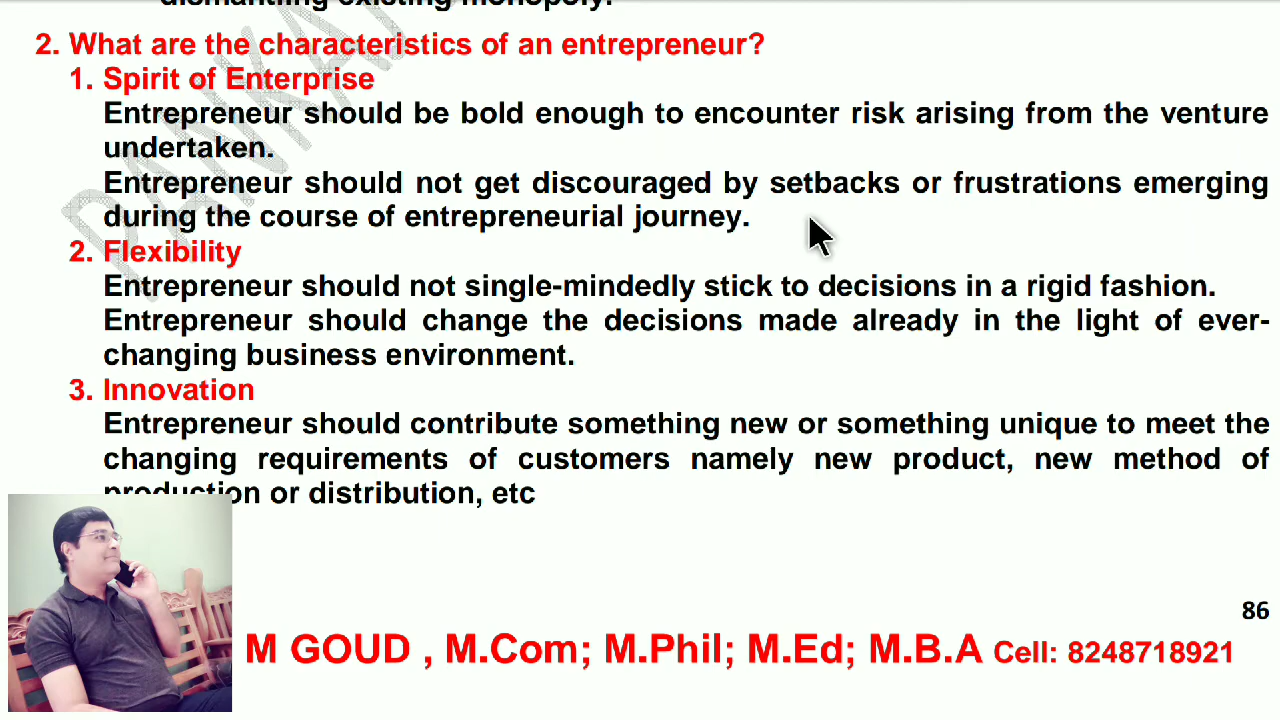 dismantling existing monopoly.
2. What are the characteristics of an entrepreneur?
1. Spirit of Enterprise
Entrepreneur should be bold enough to encounter risk arising from the venture
undertaken.
Entrepreneur should not get discouraged by setbacks or frustrations emerging
during the course of entrepreneurial journey.
2. Flexibility
Entrepreneur should not single-mindedly stick to decisions in a rigid fashion.
Entrepreneur should change the decisions made already in the light of ever-
changing business environment.
3. Innovation
Entrepreneur should contribute something new or something unique to meet the
changing requirements of customers namely new product, new method of
production or distribution, etc
86
M GOUD , M.Com; M.Phil; M.Ed; M.B.A Cell: 8248718921